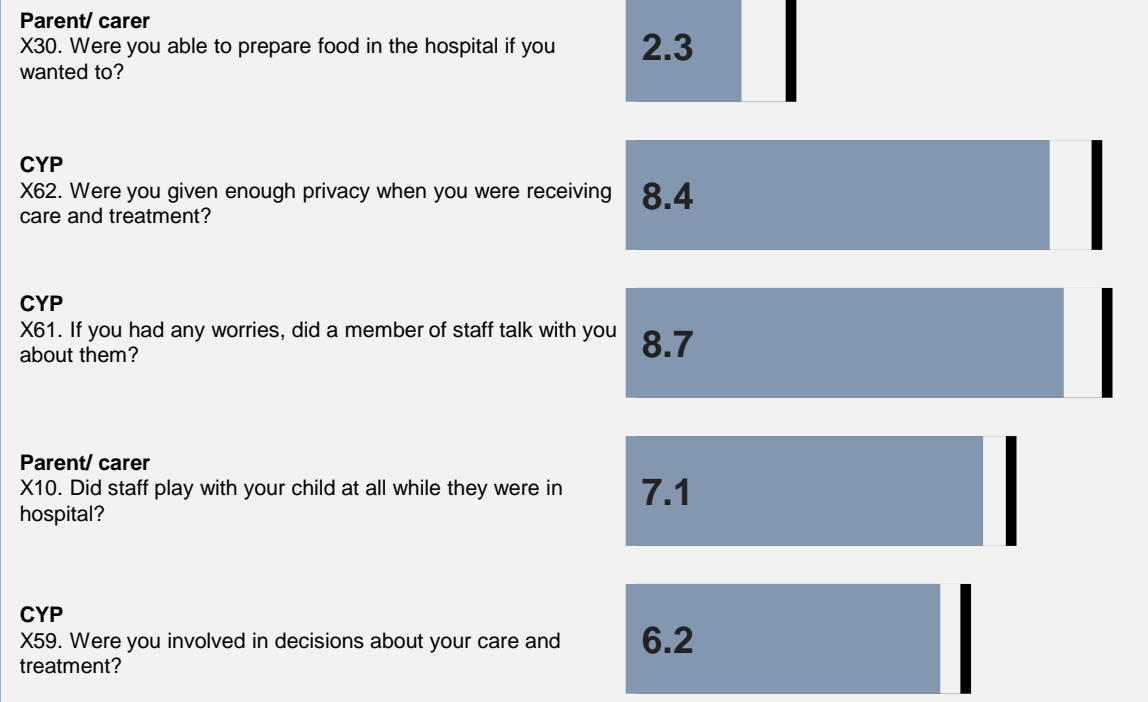 Parent/ carer
X30. Were you able to prepare food in the hospital if you
wanted to?
2.3
CYP
X62. Were you given enough privacy when you were receiving
care and treatment?
8.4
CYP
X61. If you had any worries, did a member of staff talk with you
about them?
8.7
Parent/ carer
X10. Did staff play with your child at all while they were in
hospital?
7.1
CYP
X59. Were you involved in decisions about your care and
treatment?
6.2